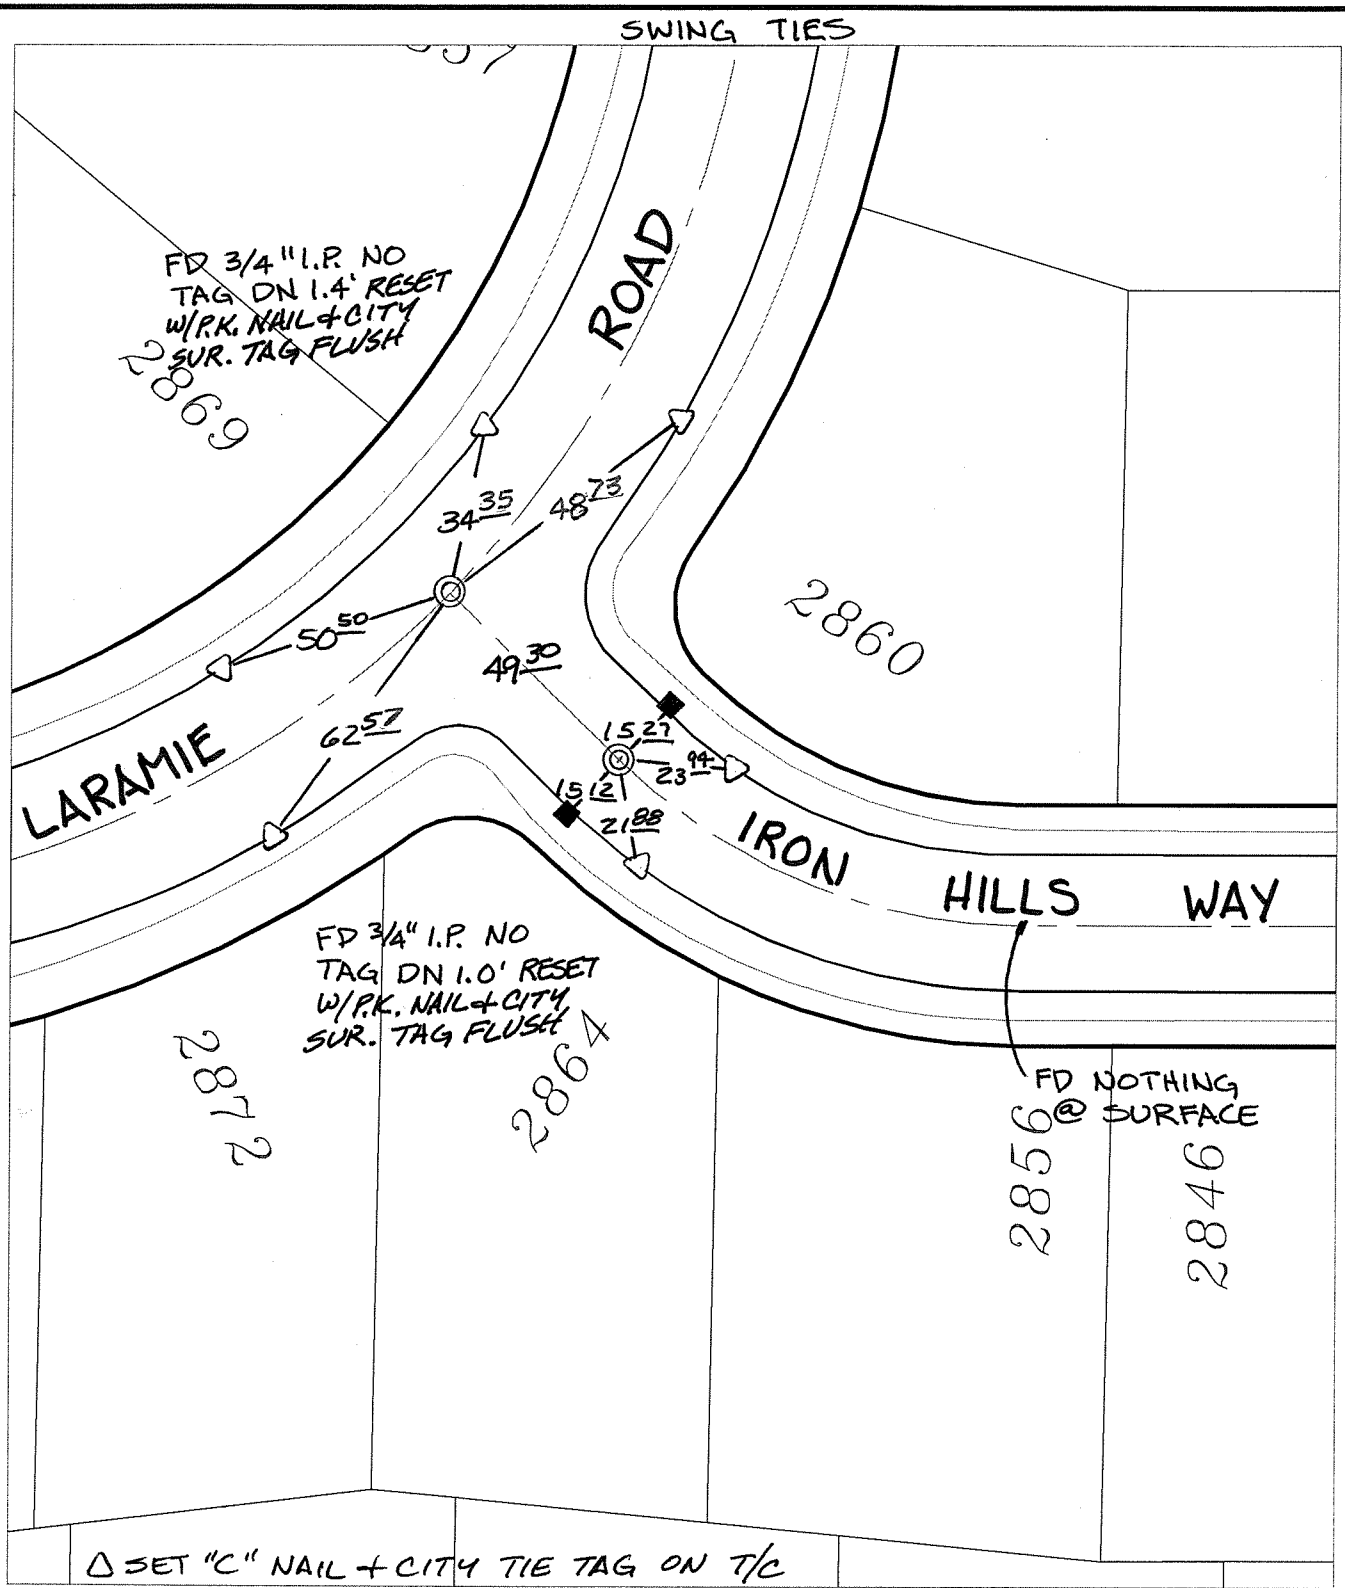 SWING TIES
FD 3/4" I.P. NO
TAG DN 1.4' RESET
W/P.K. NAIL & CITY
SUR. TAG FLUSH
2869
ROAD
34 35
48 73
50 50
49 30
2860
62 57
LARAMIE
15 27
23 94
15 12
21 88
IRON HILLS WAY
FD 3/4" I.P. NO
TAG DN 1.0' RESET
W/P.K. NAIL & CITY
SUR. TAG FLUSH
2872
2864
FD NOTHING
@ SURFACE
2856
2846
△ SET "C" NAIL & CITY TIE TAG ON T/C